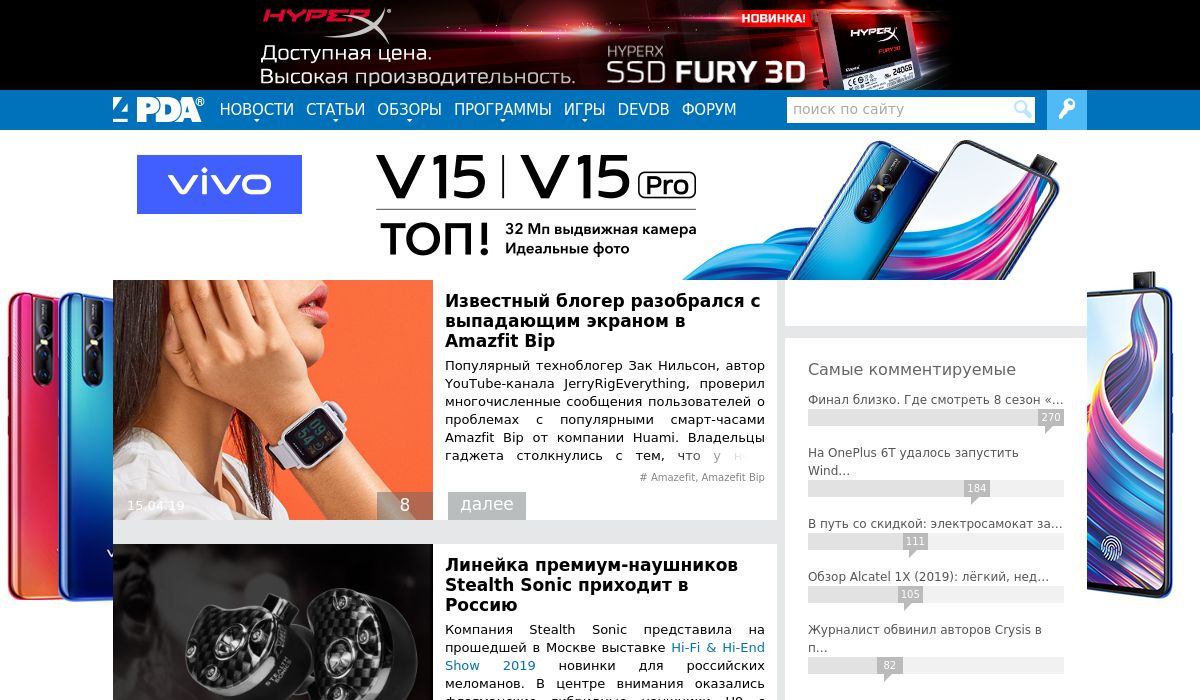 HYPERX
Доступная цена.
Высокая производительность.
НОВИНКА!
HYPERX
SSD FURY 3D
HYPERX
FURY3D
240GB
4PDA®
НОВОСТИ СТАТЬИ ОБЗОРЫ ПРОГРАММЫ ИГРЫ DEVDB ФОРУМ
поиск по сайту
vivo
V15 | V15 Pro
ТОП!
32 Мп выдвижная камера
Идеальные фото
Известный блогер разобрался с
выпадающим экраном в
Amazfit Bip
Популярный техноблогер Зак Нильсон, автор
YouTube-канала JerryRigEverything, проверил
многочисленные сообщения пользователей о
проблемах с популярными смарт-часами
Amazfit Bip от компании Huami. Владельцы
гаджета столкнулись с тем, что у
# Amazefit, Amazefit Bip
15.04.19
8
далее
Линейка премиум-наушников
Stealth Sonic приходит в
Россию
Компания Stealth Sonic представила на
прошедшей в Москве выставке Hi-Fi & Hi-End
Show 2019 новинки для российских
меломанов. В центре внимания оказались
Самые комментируемые
Финал близко. Где смотреть 8 сезон «...
270
На OnePlus 6T удалось запустить
Wind...
184
В путь со скидкой: электросамокат за...
111
Обзор Alcatel 1X (2019): лёгкий, нед...
105
Журналист обвинил авторов Crysis в
п...
82